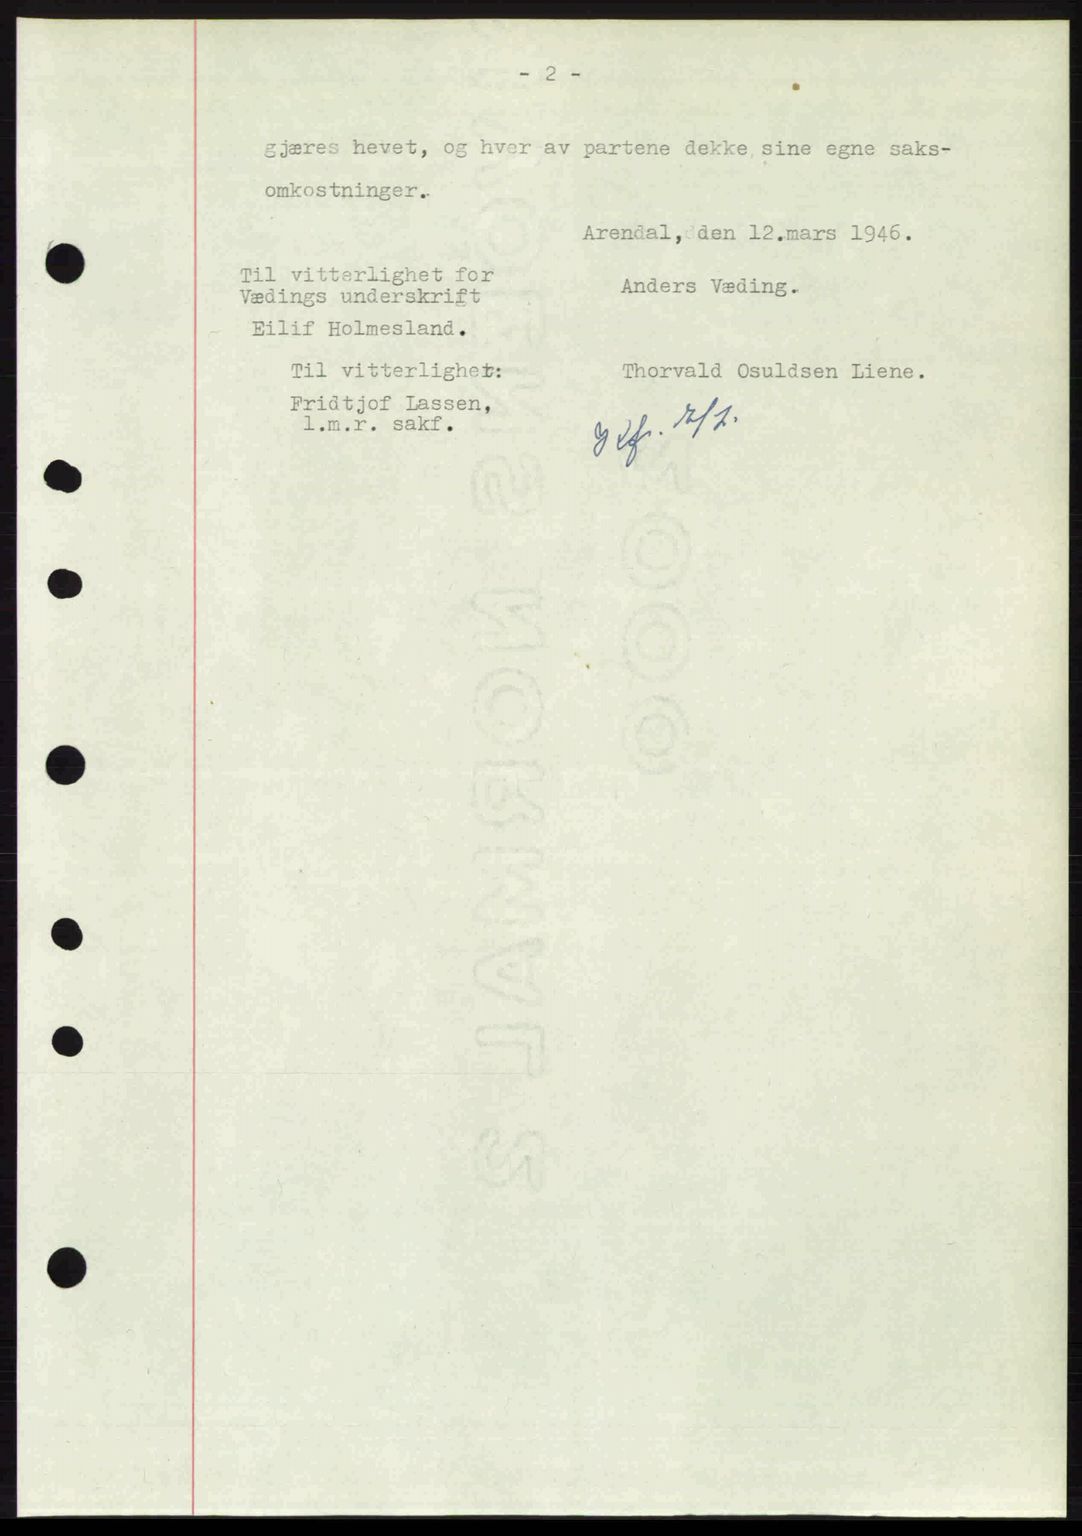 - 2 -
gjæres hevet, og hver av partene dekke sine egne saks-
omkostninger.
Arendal, den 12.mars 1946.
Til vitterlighet for
Vædings underskrift
Anders Væding.
Eilif Holmesland.
Til vitterlighet:
Thorvald Osuldsen Liene.
Fridtjof Lassen,
l.m.r. sakf.